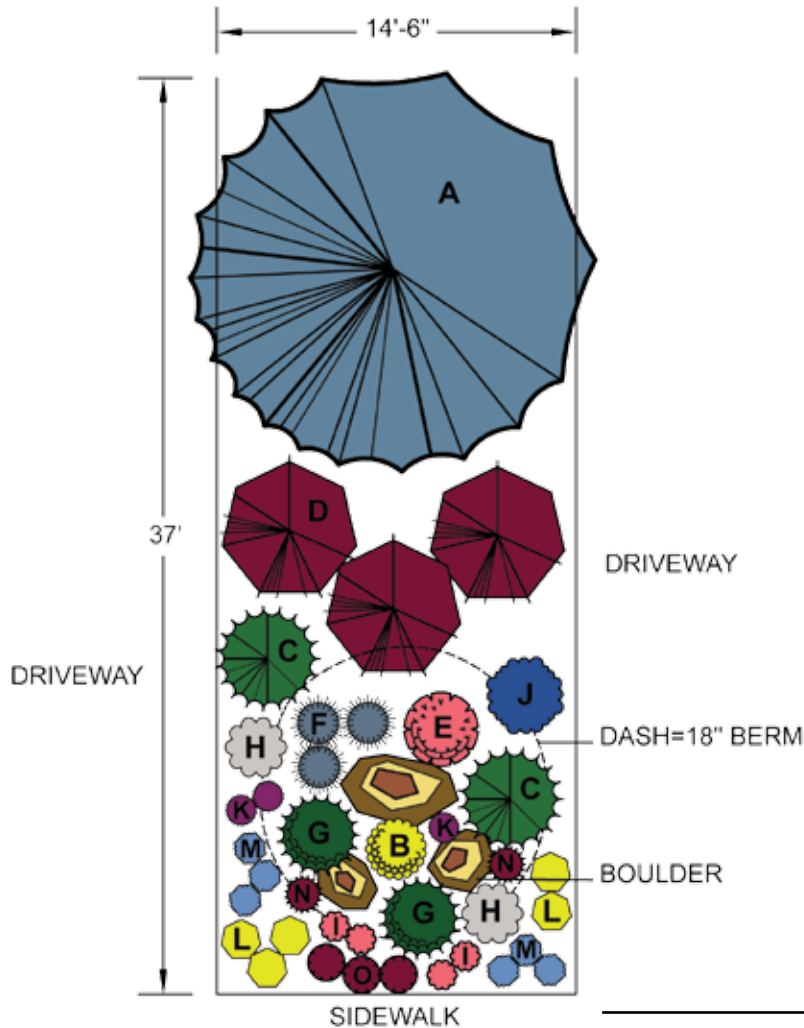 14'-6"
A
37'
D
DRIVEWAY
C
DRIVEWAY
J
F
E
H
DASH=18" BERM
C
K
K
G
B
M
N
BOULDER
N
H
L
G
I
L
I
M
O
SIDEWALK